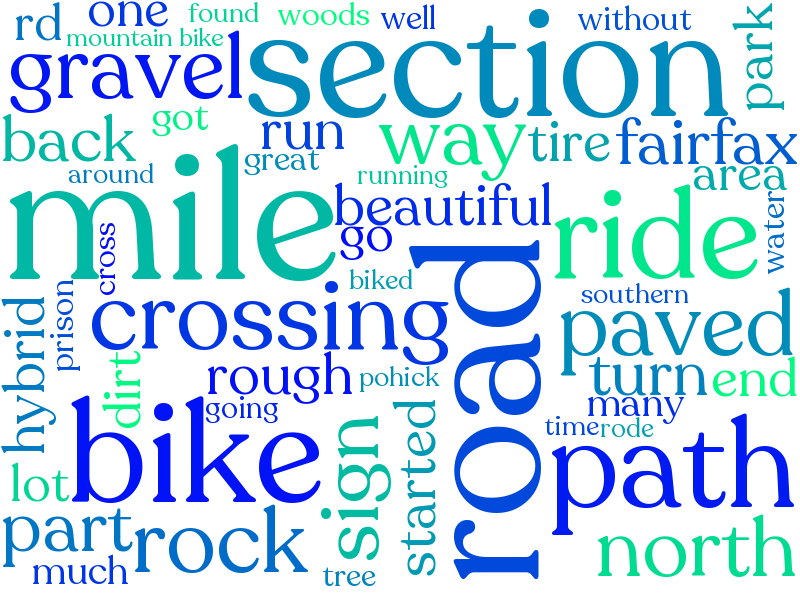 rd
one
found
woods
well
without
park
mountain bike
gravel
section
back
got
run
way
tire
fairfax
around
great
running
area
mile
beautiful
ride
water
go
cross
biked
road
southern
prison
crossing
paved
hybrid
dirt
rough
pohick
turn
end
going
many
bike
sign
started
time
rode
path
lot
part
rock
north
much
tree